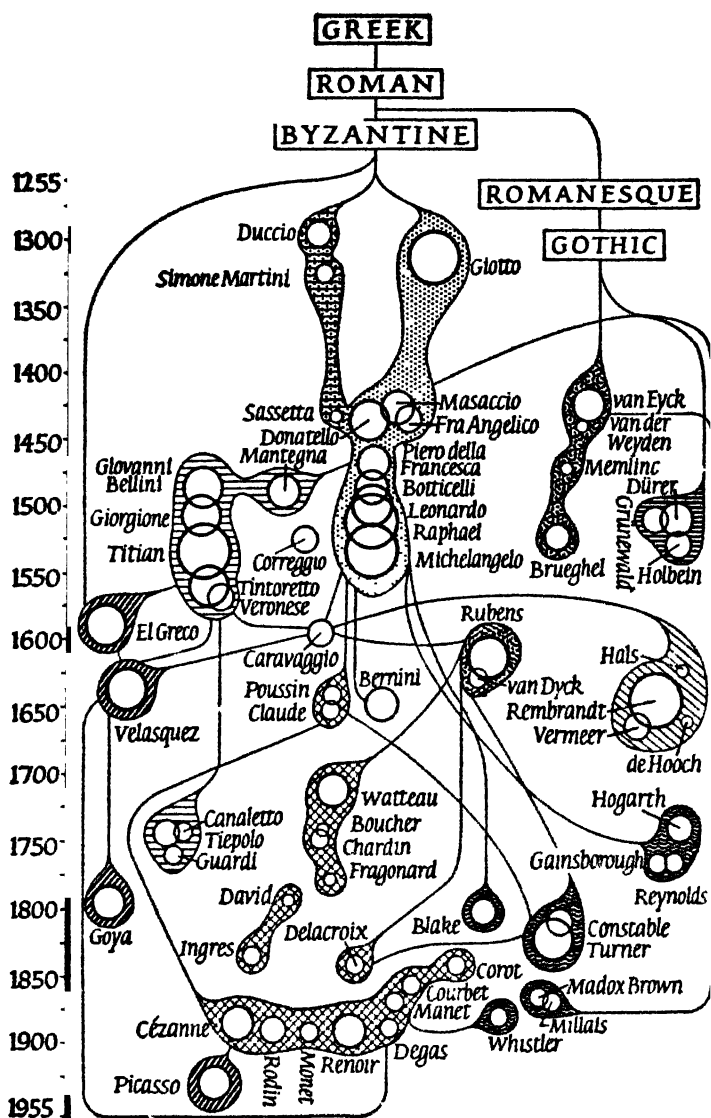 GREEK
ROMAN
BYZANTINE
1255
ROMANESQUE
1300
Duccio
GOTHIC
Giotto
Simone Martini
1350
1400
Masaccio
van Eyck
Sassetta
Fra Angelico
van der
Weyden
Donatello
1450
Mantegna
Piero della
Francesca
Memlinc
Giovanni
Bellini
Botticelli
Dürer
1500
Giorgione
Leonardo
Grunewald
Raphael
Titian
Correggio
Michelangelo
Brueghel
Holbein
1550
Tintoretto
Veronese
1600
El Greco
Rubens
Caravaggio
Hals
Poussin
Bernini
van Dyck
Claude
Rembrandt
1650
Velasquez
Vermeer
de Hooch
1700
Watteau
Hogarth
Canaletto
Boucher
Tiepolo
Chardin
1750
Guardi
Fragonard
Gainsborough
Reynolds
David
1800
Goya
Delacroix
Blake
Constable
Turner
Ingres
1850
Corot
Courbet
Madox Brown
Manet
Cézanne
Millais
1900
Rodin
Monet
Renoir
Degas
Whistler
Picasso
1955